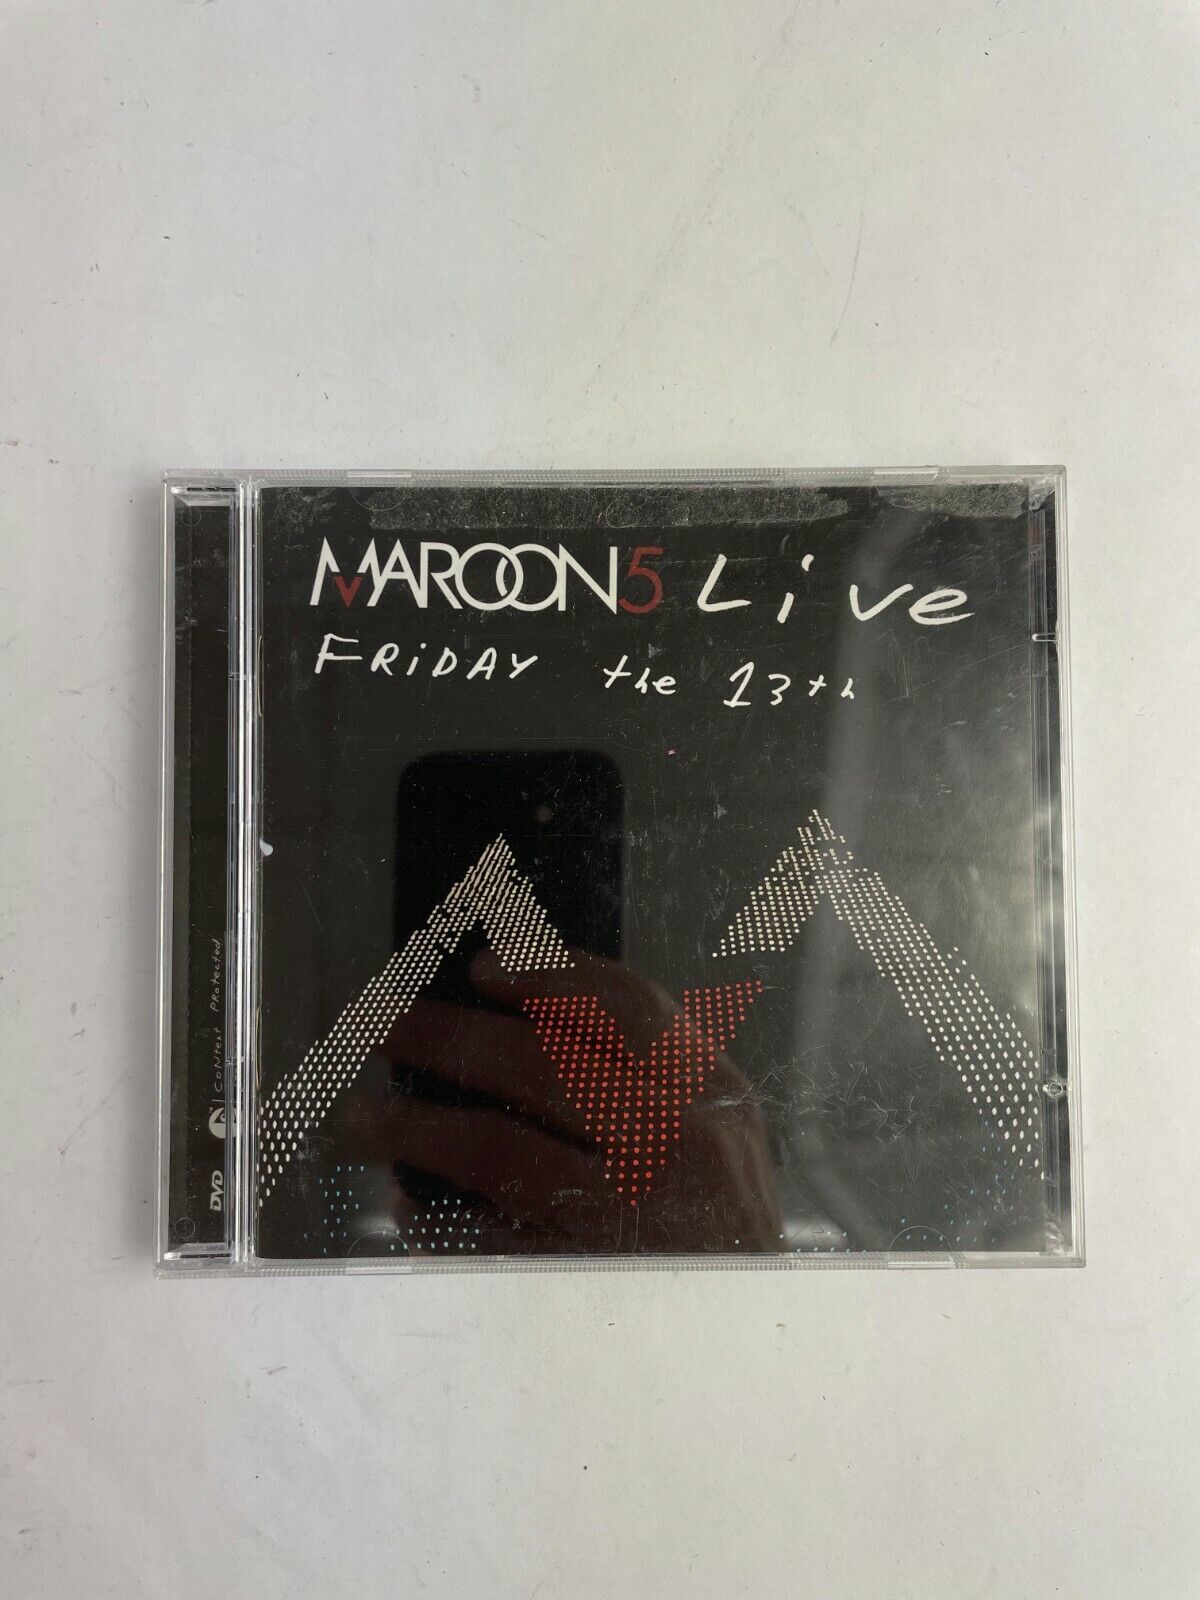 MAROON5 Live
FRiDAY the 13th
CONTENT PROTECTED
DVD